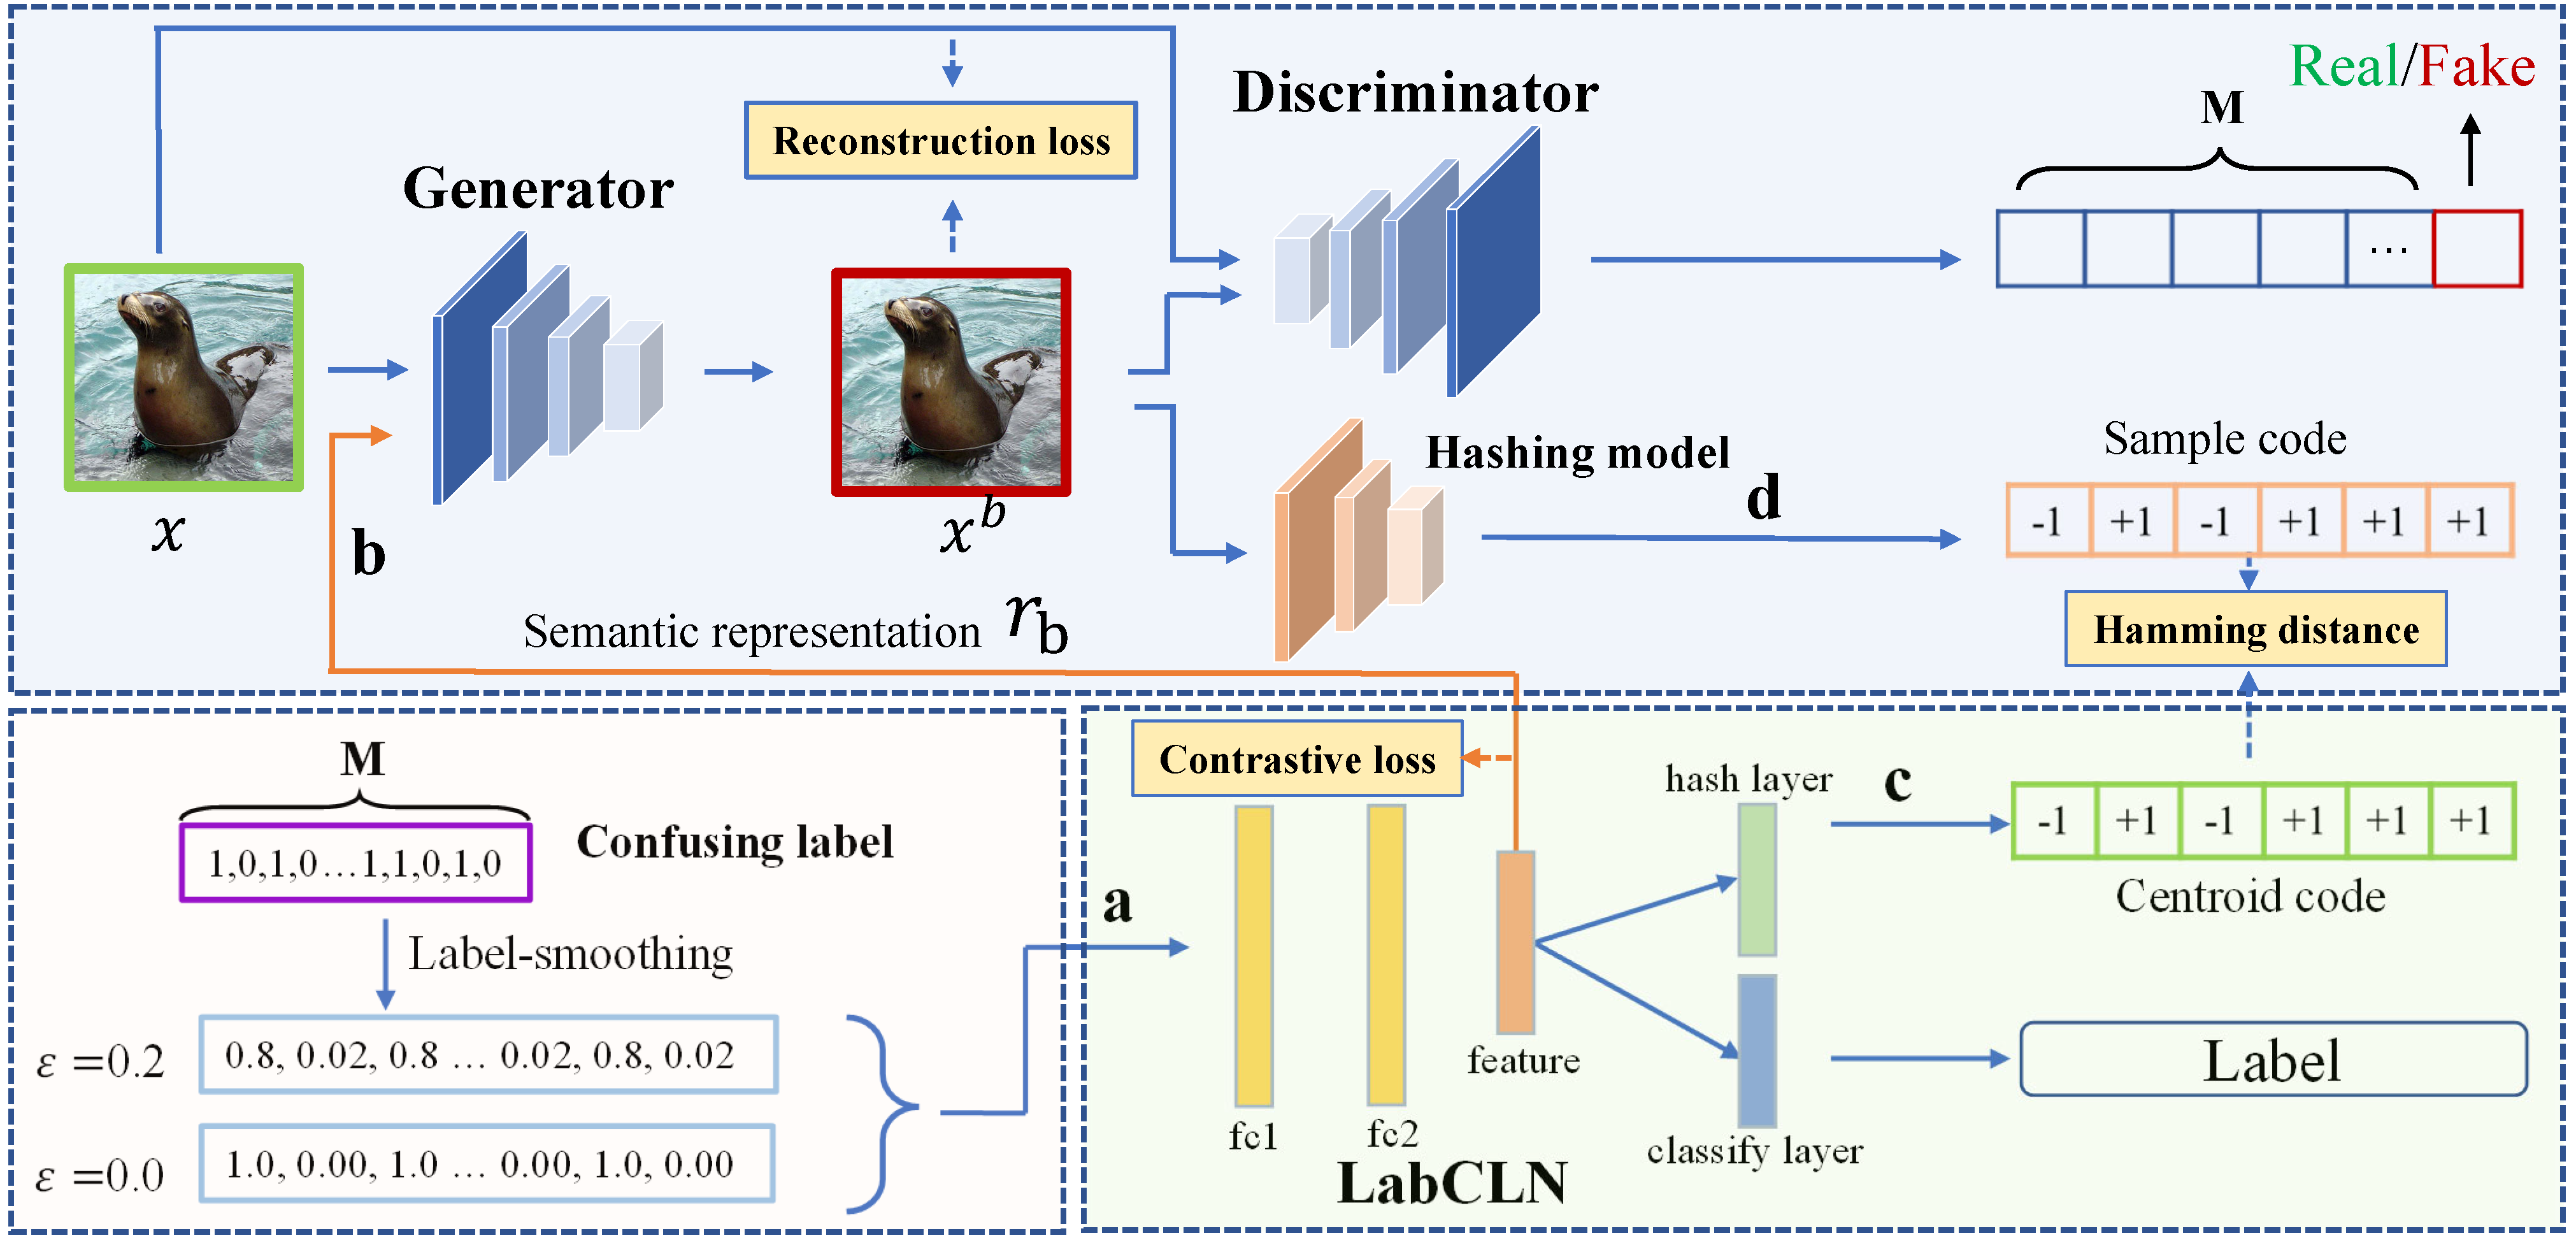 Real/Fake
M
Discriminator
Reconstruction loss
Generator
...
x
x^b
b
Hashing model
d
Sample code
-1 +1 -1 +1 +1 +1
Hamming distance
Semantic representation r_b
M
1,0,1,0...1,1,0,1,0
Confusing label
Label-smoothing
ε=0.2
0.8, 0.02, 0.8 ... 0.02, 0.8, 0.02
ε=0.0
1.0, 0.00, 1.0 ... 0.00, 1.0, 0.00
a
Contrastive loss
fc1
fc2
feature
hash layer
classify layer
LabCLN
c
-1 +1 -1 +1 +1 +1
Centroid code
Label